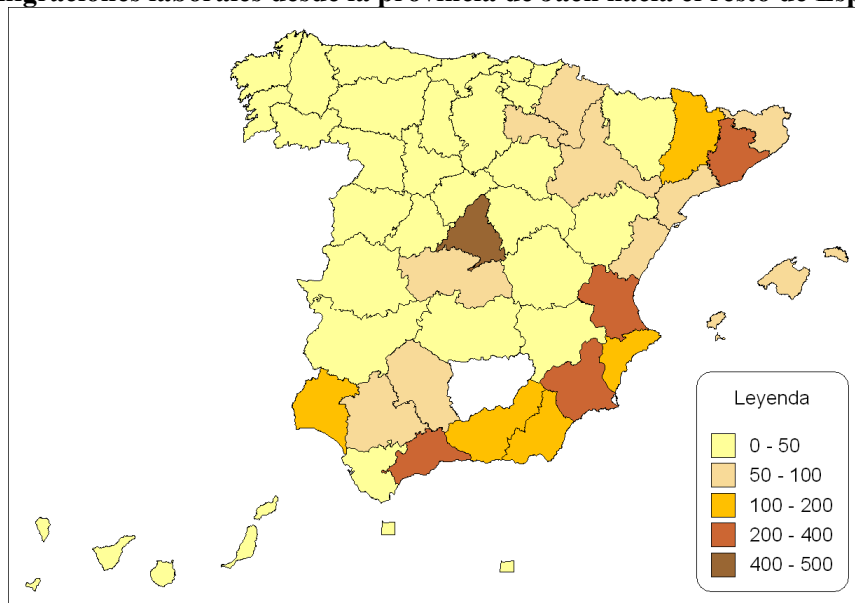 migraciones laborales desde la provincia de Jaén hacia el resto de Esp
Leyenda
0 - 50
50 - 100
100 - 200
200 - 400
400 - 500